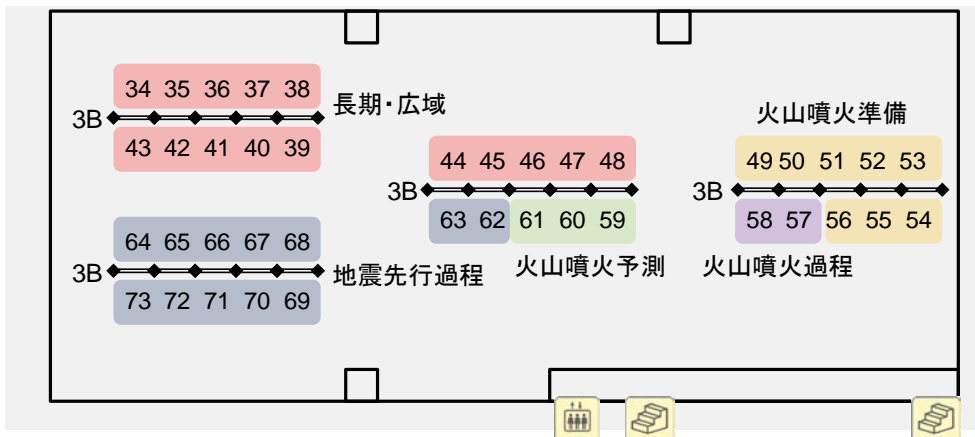 34 35 36 37 38
3B
長期・広域
43 42 41 40 39
火山噴火準備
44 45 46 47 48
49 50 51 52 53
3B
3B
63 62 61 60 59
58 57 56 55 54
火山噴火予測
火山噴火過程
64 65 66 67 68
3B
地震先行過程
73 72 71 70 69